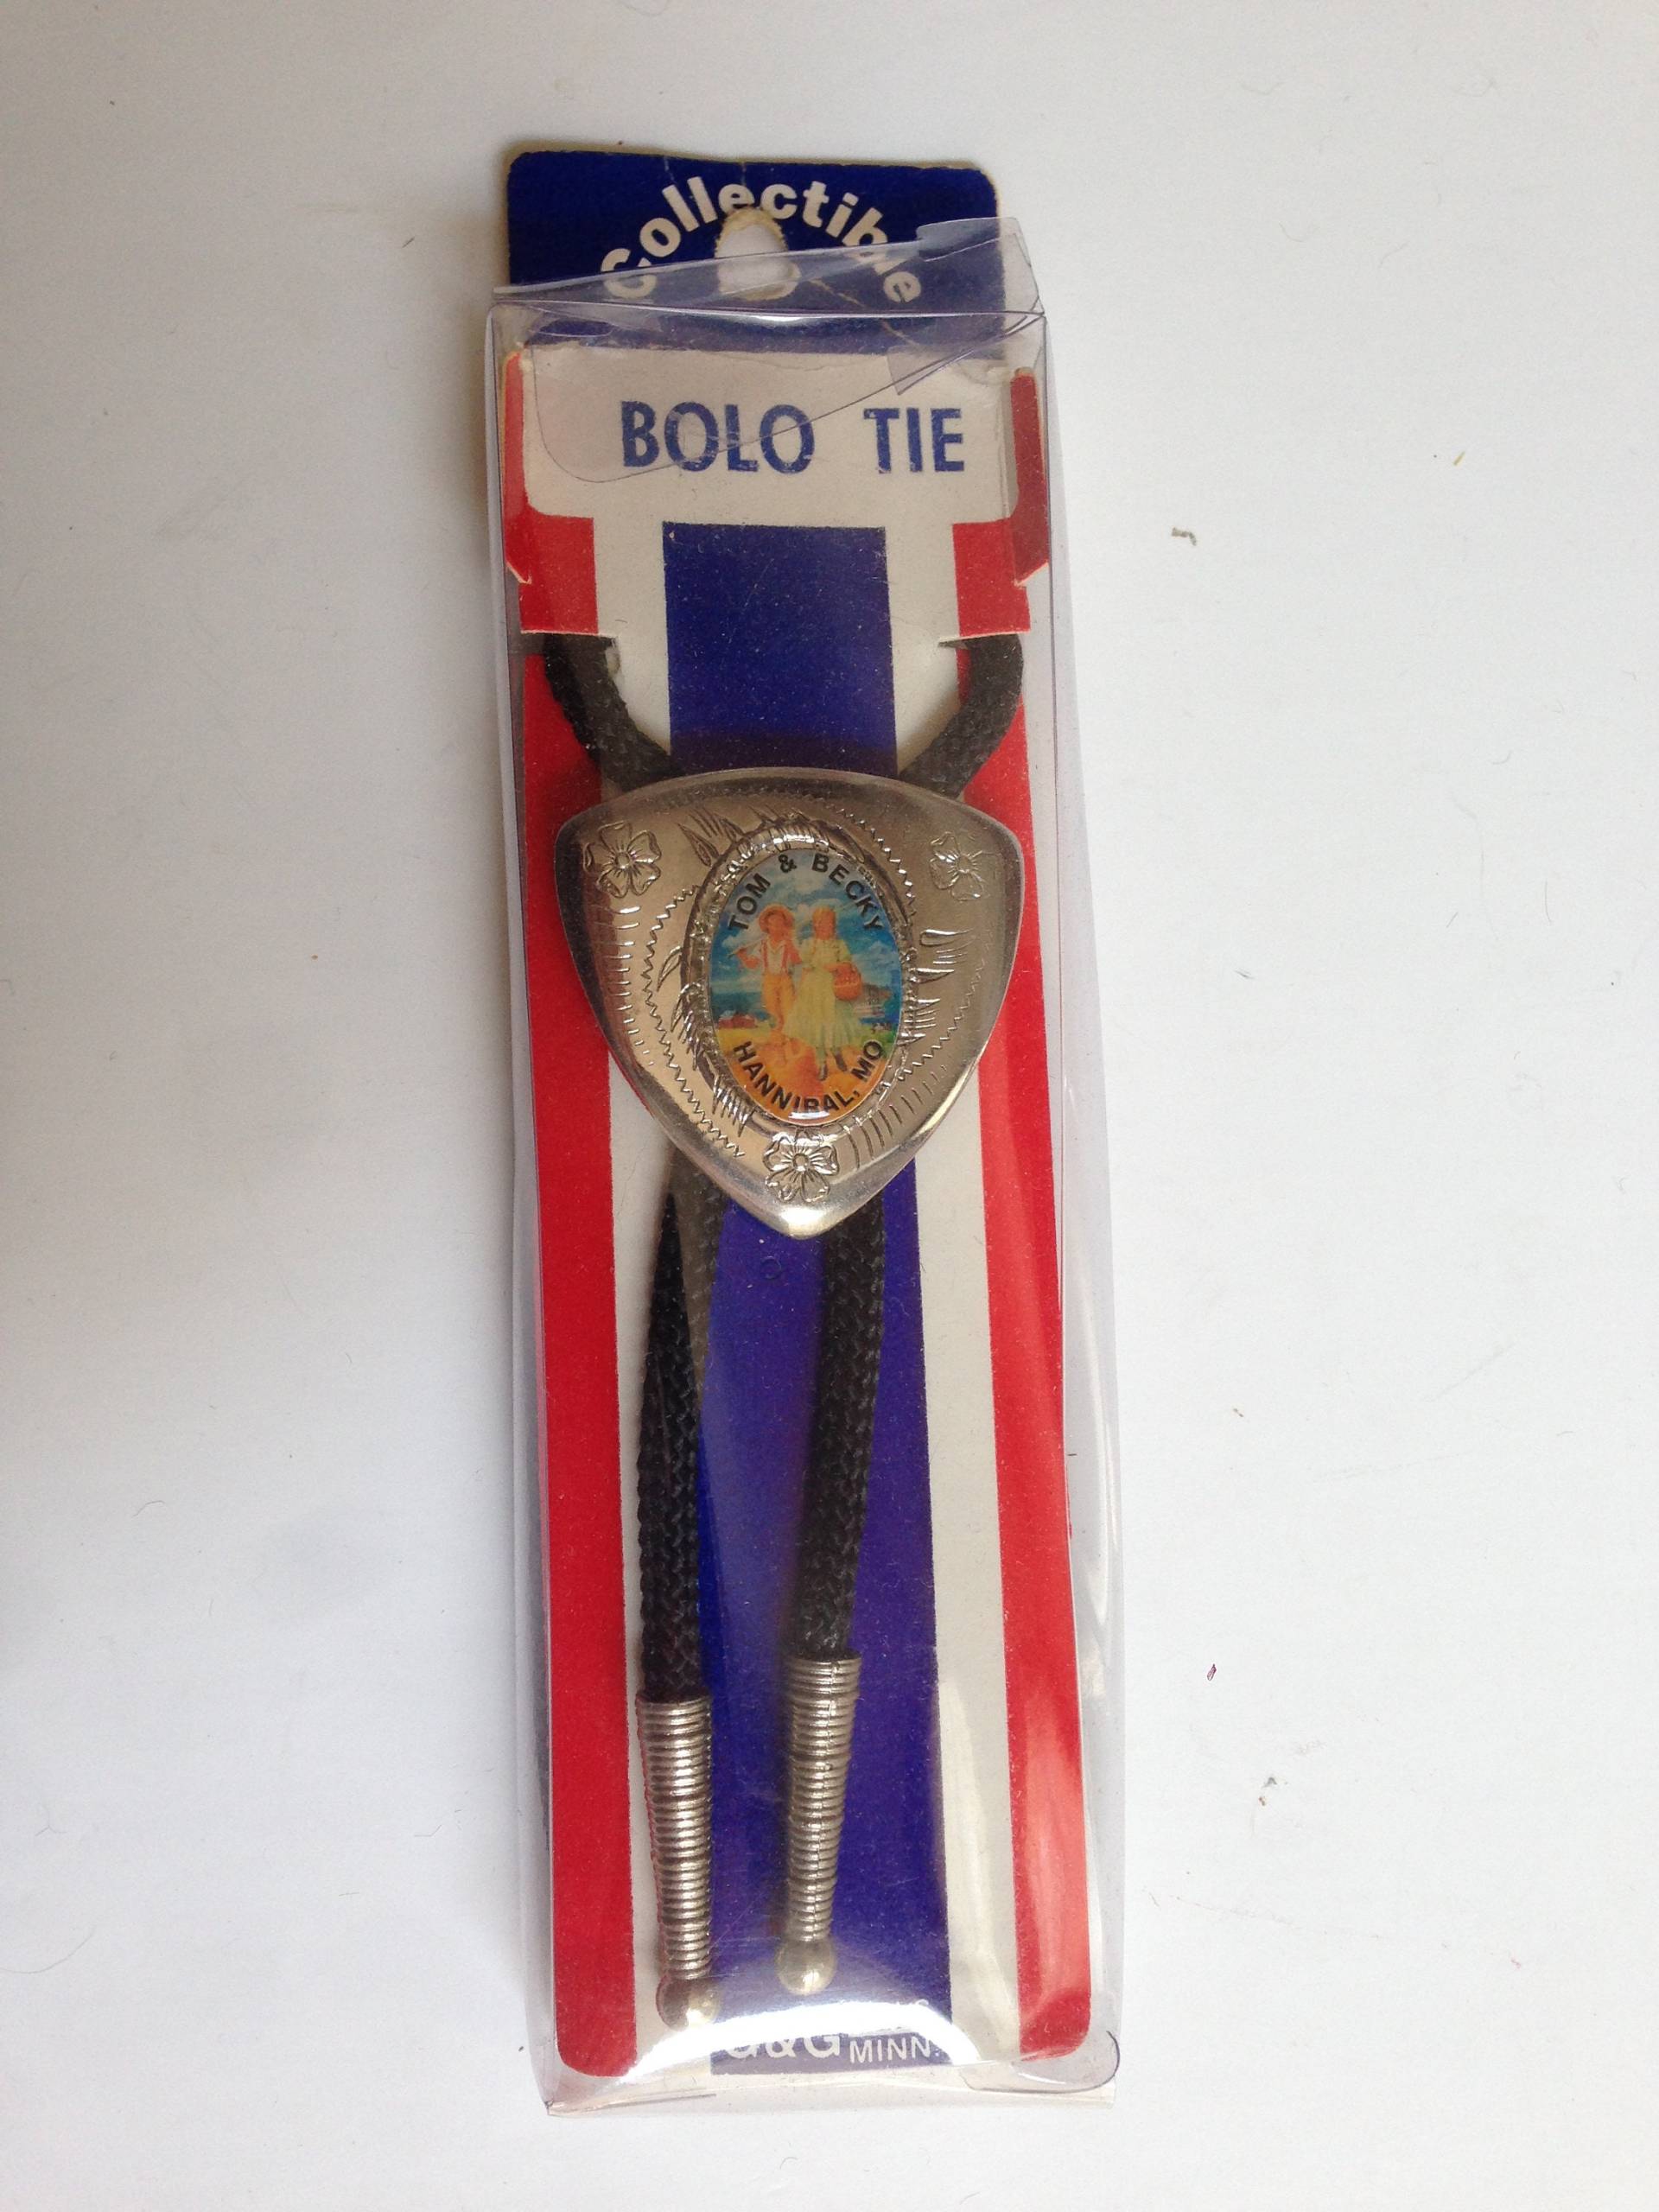 Collectible
BOLO TIE
TOM & BECKY
HANNIBAL, MO
G&G
MINN.